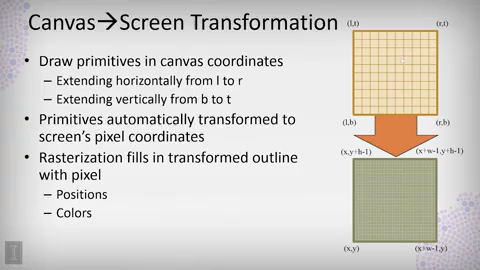 Canvas→Screen Transformation
• Draw primitives in canvas coordinates
– Extending horizontally from l to r
– Extending vertically from b to t
• Primitives automatically transformed to
screen's pixel coordinates
• Rasterization fills in transformed outline
with pixel
– Positions
– Colors
(l,t) (r,t)
(l,b) (r,b)
(x,y+h-1) (x+w-1,y+h-1)
(x,y) (x+w-1,y)